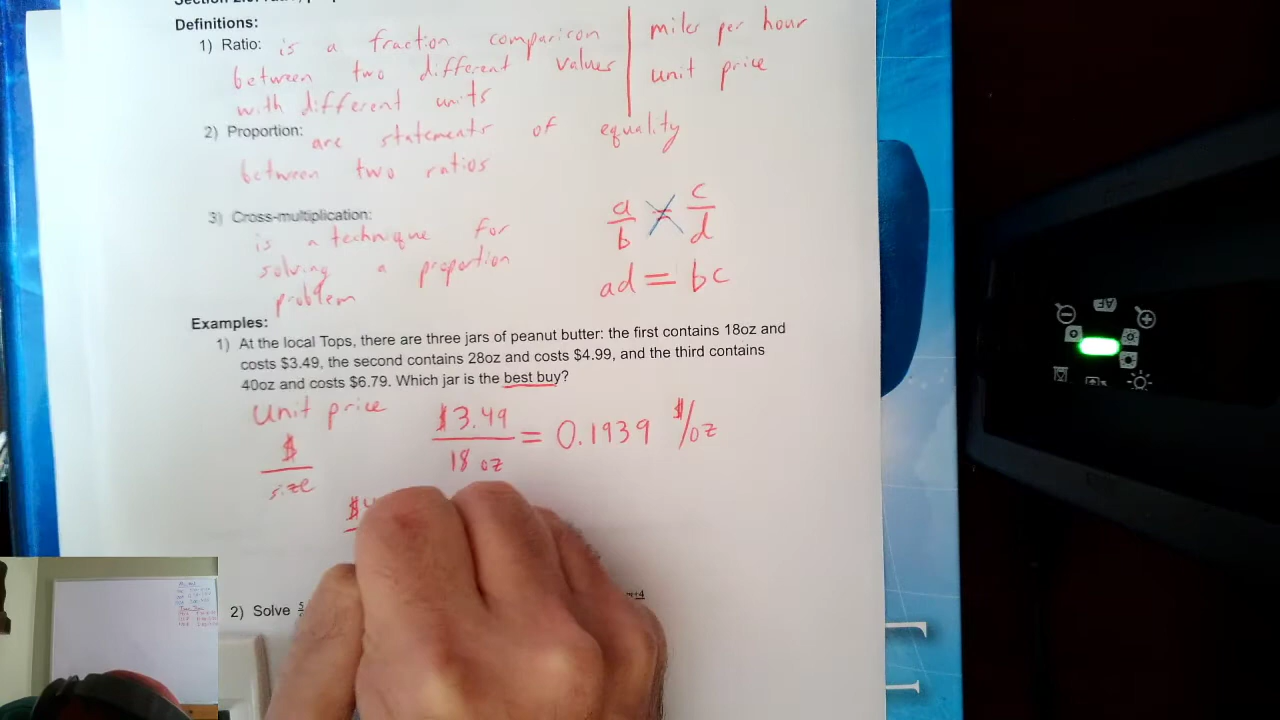 Definitions:
1) Ratio: is a fraction comparison | miles per hour
between two different values | unit price
with different units
2) Proportion: are statements of equality
between two ratios
3) Cross-multiplication:
is a technique for
solving a proportion
problem
a/b = c/d
ad = bc
Examples:
1) At the local Tops, there are three jars of peanut butter: the first contains 18oz and
costs $3.49, the second contains 28oz and costs $4.99, and the third contains
40oz and costs $6.79. Which jar is the best buy?
Unit price
$
size
$3.49
18 oz
= 0.1939 $/oz
$4
2) Solve